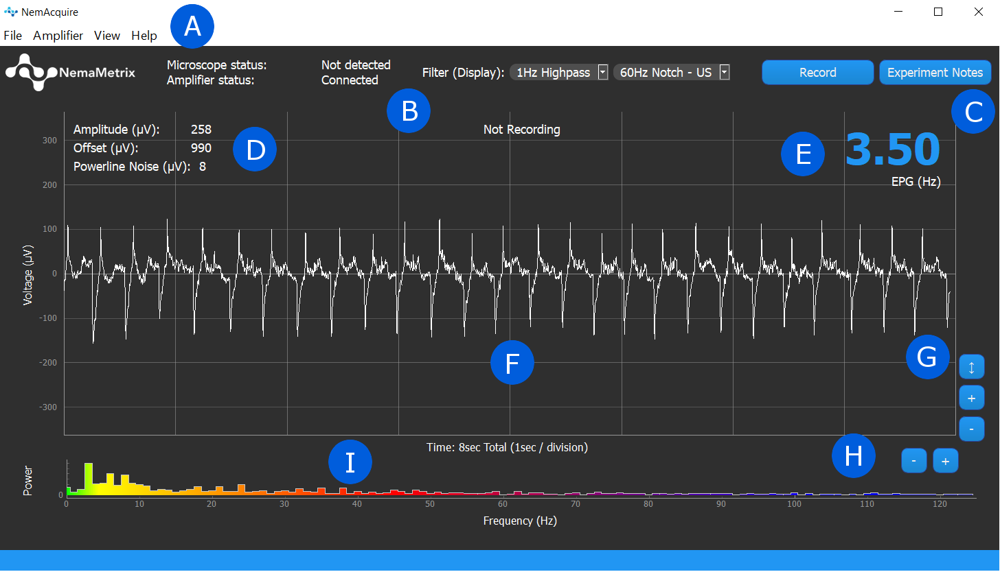 NemAcquire
File Amplifier View Help
A
NemaMetrix
Microscope status: Not detected
Amplifier status: Connected
Filter (Display): 1Hz Highpass 60Hz Notch - US
Record
Experiment Notes
B
C
Amplitude (µV): 258
Offset (µV): 990
Powerline Noise (µV): 8
D
Not Recording
E
3.50
EPG (Hz)
Voltage (µV)
300
200
100
0
-100
-200
-300
F
G
↕
+
-
Time: 8sec Total (1sec / division)
H
- +
I
Power
0
0 10 20 30 40 50 60 70 80 90 100 110 120
Frequency (Hz)